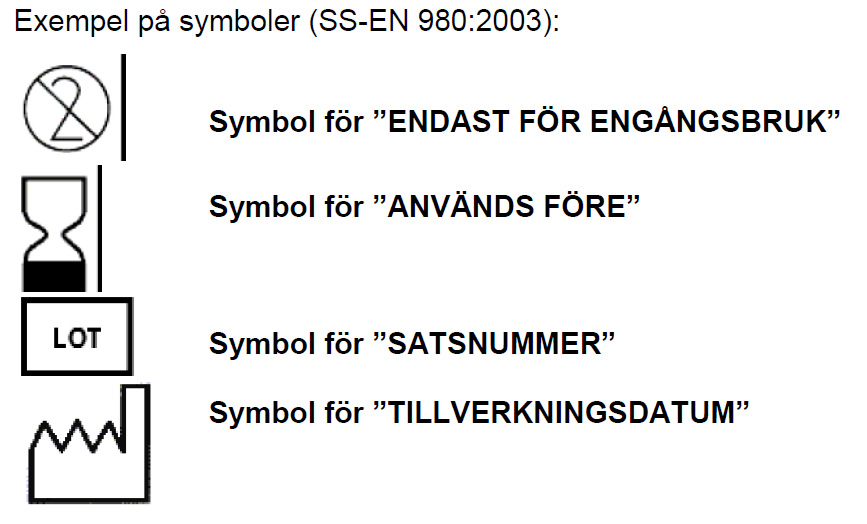 Exempel på symboler (SS-EN 980:2003):
2
Symbol för ”ENDAST FÖR ENGÅNGSBRUK”
Symbol för ”ANVÄNDS FÖRE”
LOT
Symbol för ”SATSNUMMER”
Symbol för ”TILLVERKNINGSDATUM”